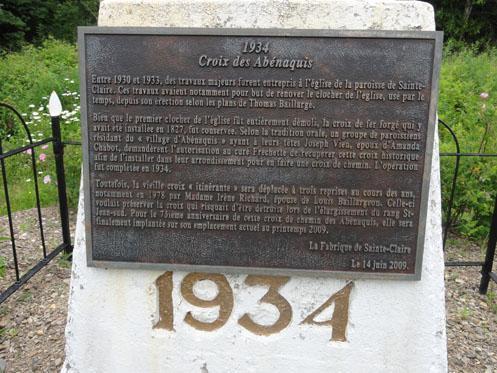 1934
Croix des Abénaquis
Entre 1930 et 1933, des travaux majeurs furent entrepris à l'église de la paroisse de Sainte-
Claire. Ces travaux avaient notamment pour but de rénover le clocher de l'église, usé par le
temps, depuis son érection selon les plans de Thomas Baillargé.
Bien que le premier clocher de l'église fût entièrement démoli, la croix de fer forgé qui y
avait été installée en 1827, fut conservée. Selon la tradition orale, un groupe de paroissiens
résidant du « village d'Abénaquis » ayant à leurs têtes Joseph Vien, époux d'Amanda
Chabot, demandèrent l'autorisation au curé Fréchette de récupérer cette croix historique
afin de l'installer dans leur arrondissement pour en faire une croix de chemin. L'opération
fut complétée en 1934.
Toutefois, la vieille croix « itinérante » sera déplacée à trois reprises au cours des ans,
notamment en 1978 par Madame Irène Richard, épouse de Louis Baillargeon. Celle-ci
voulait préserver la croix qui risquait d'être détruite lors de l'élargissement du rang St-
Jean-sud. Pour le 75ième anniversaire de cette croix historique des Abénaquis, elle sera
finalement implantée sur son emplacement actuel au printemps 2009.
La Fabrique de Sainte-Claire
Le 14 juin 2009.
1934